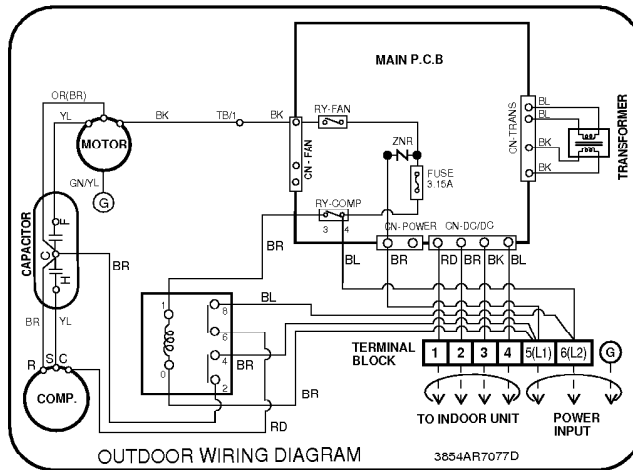 MAIN P.C.B
OR(BR)
YL
BK
TB/1
BK
RY-FAN
MOTOR
GN/YL
G
CN-FAN
ZNR
FUSE
3.15A
CN-TRANS
BL
BL
BK
BK
TRANSFORMER
RY-COMP
3 4
CN-POWER
CN-DC/DC
BR
BL
BR
RD
BR
BK
BL
CAPACITOR
F
C
H
BR
BR
YL
1
0
8
6
4
2
BL
BR
BR
RD
R
S
C
COMP.
TERMINAL
BLOCK
1
2
3
4
5(L1)
6(L2)
G
TO INDOOR UNIT
POWER
INPUT
OUTDOOR WIRING DIAGRAM
3854AR7077D